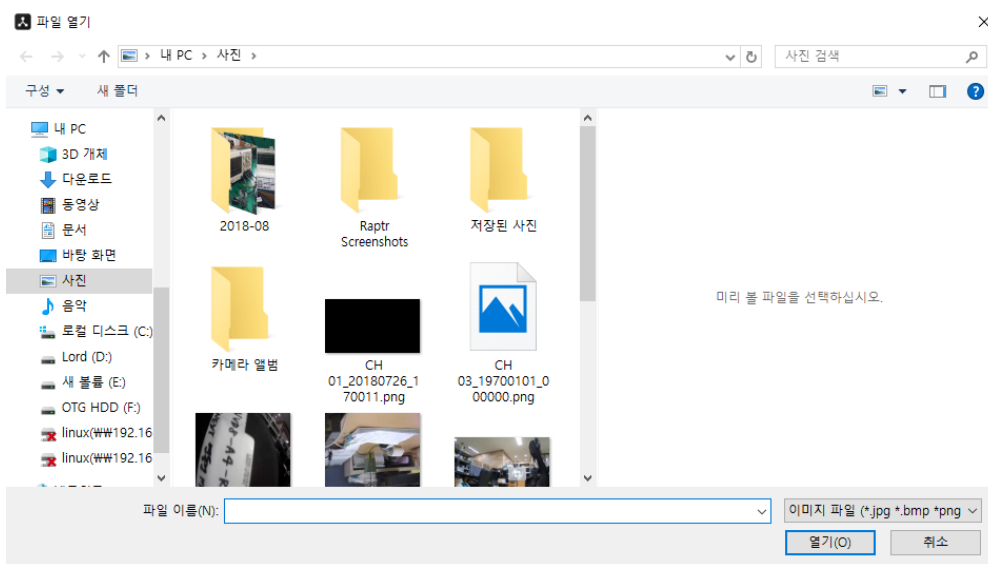 파일 열기
내 PC
사진
사진 검색
구성
새 폴더
내 PC
3D 개체
다운로드
동영상
문서
바탕 화면
사진
음악
로컬 디스크 (C:)
Lord (D:)
새 볼륨 (E:)
OTG HDD (F:)
linux(₩₩192.16
linux(₩₩192.16
2018-08
Raptr
Screenshots
저장된 사진
카메라 앨범
CH
01_20180726_1
70011.png
CH
03_19700101_0
00000.png
미리 볼 파일을 선택하십시오.
파일 이름(N):
이미지 파일 (*.jpg *.bmp *png
열기(O)
취소